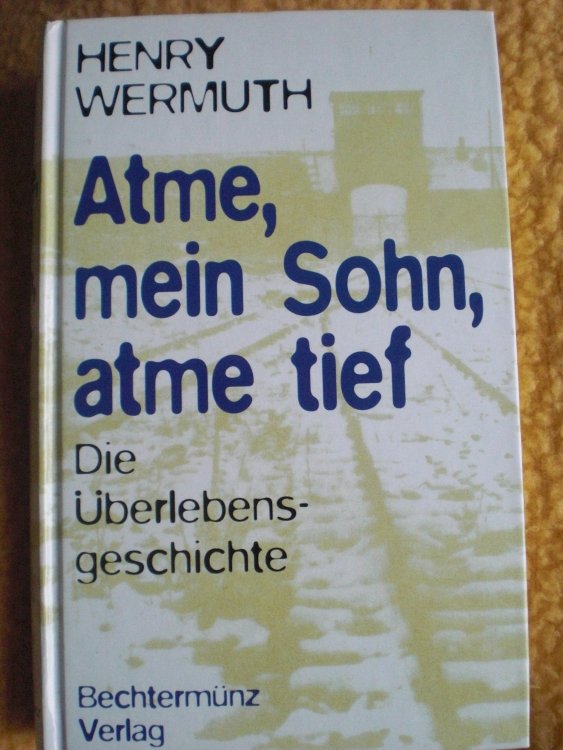 HENRY
WERMUTH
Atme,
mein Sohn,
atme tief
Die
Überlebens-
geschichte
Bechtermünz
Verlag